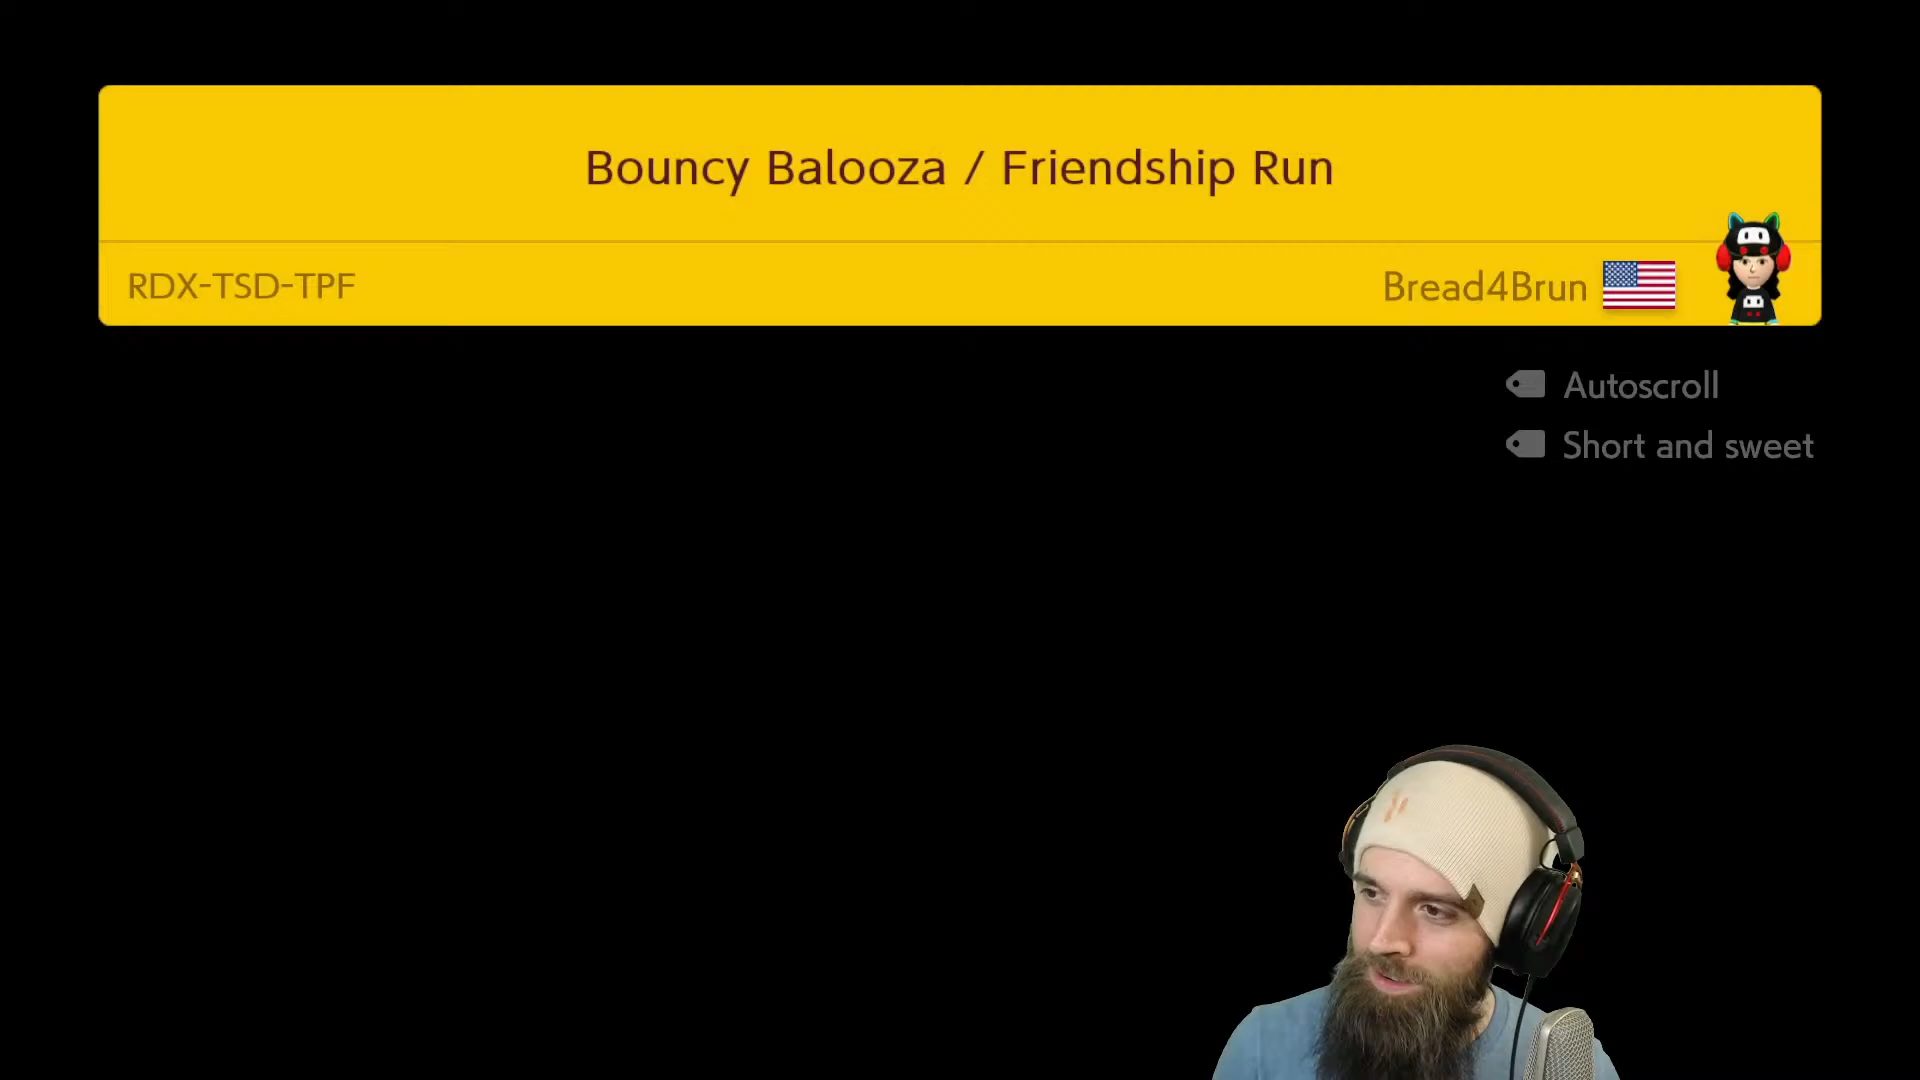 Bouncy Balooza / Friendship Run
RDX-TSD-TPF
Bread4Brun
Autoscroll
Short and sweet